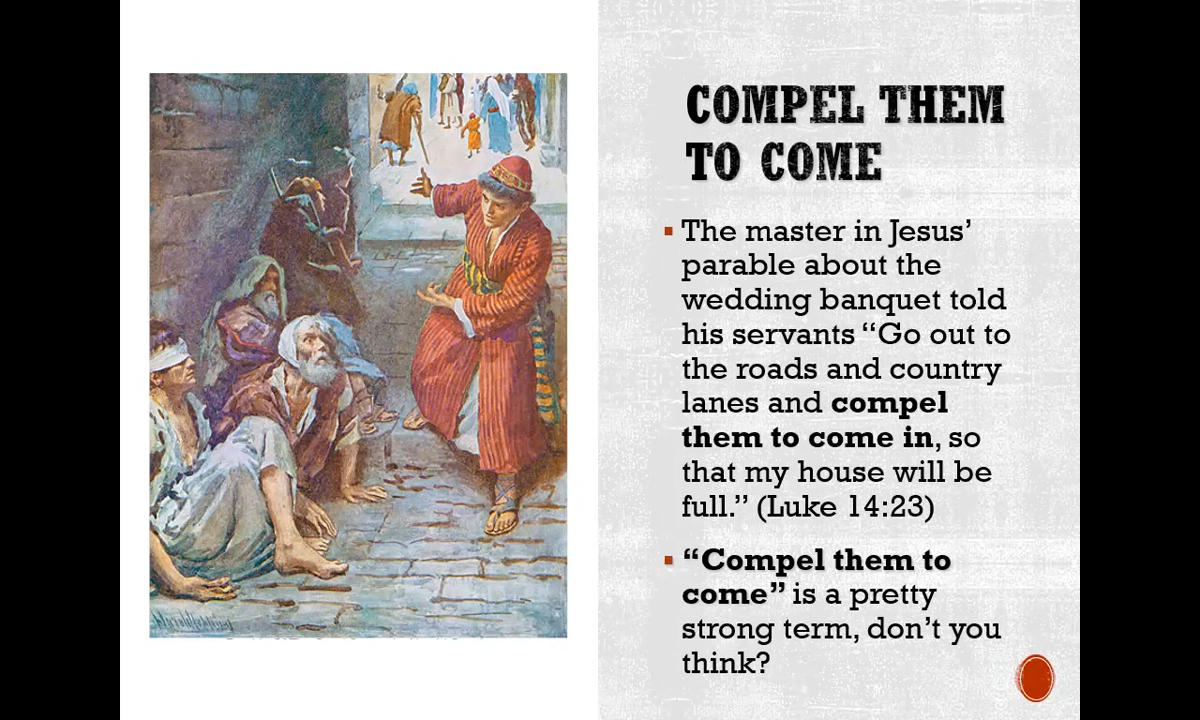 COMPEL THEM
TO COME
▪ The master in Jesus’
parable about the
wedding banquet told
his servants “Go out to
the roads and country
lanes and compel
them to come in, so
that my house will be
full.” (Luke 14:23)
▪ “Compel them to
come” is a pretty
strong term, don’t you
think?